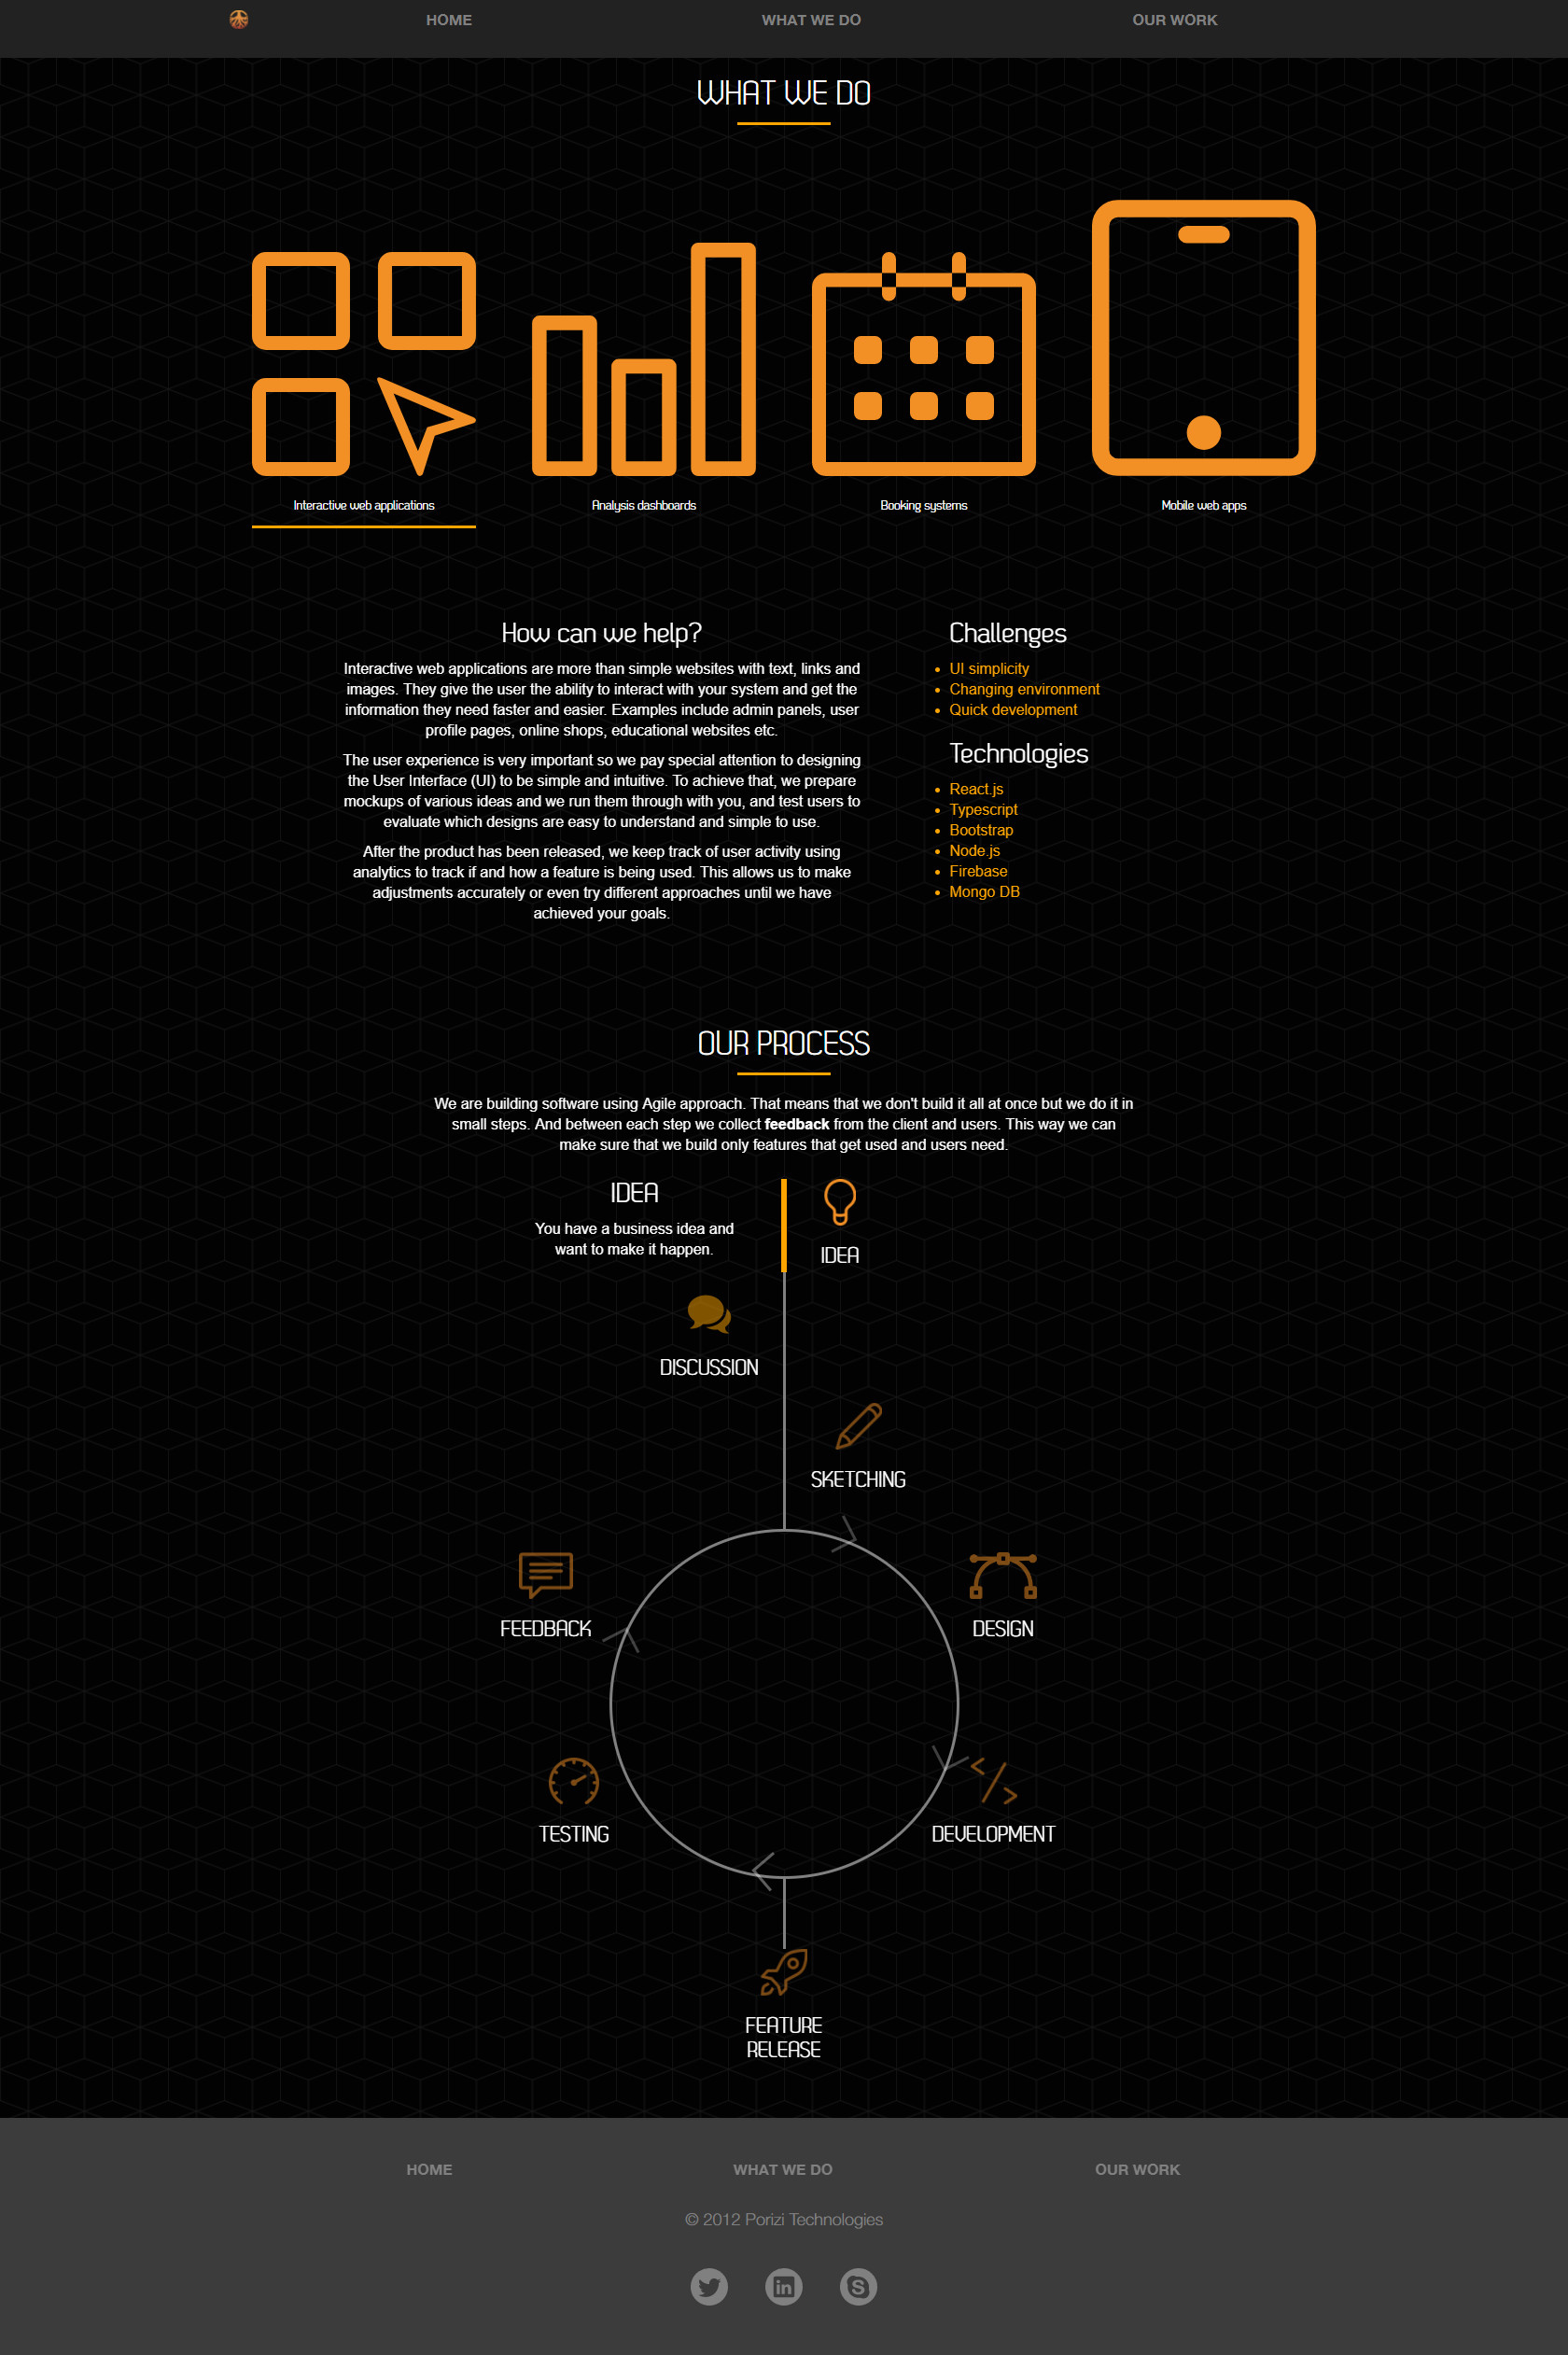 HOME
WHAT WE DO
OUR WORK
WHAT WE DO
Interactive web applications
Analysis dashboards
Booking systems
Mobile web apps
How can we help?
Interactive web applications are more than simple websites with text, links and
images. They give the user the ability to interact with your system and get the
information they need faster and easier. Examples include admin panels, user
profile pages, online shops, educational websites etc.
The user experience is very important so we pay special attention to designing
the User Interface (UI) to be simple and intuitive. To achieve that, we prepare
mockups of various ideas and we run them through with you, and test users to
evaluate which designs are easy to understand and simple to use.
After the product has been released, we keep track of user activity using
analytics to track if and how a feature is being used. This allows us to make
adjustments accurately or even try different approaches until we have
achieved your goals.
Challenges
UI simplicity
Changing environment
Quick development
Technologies
React.js
Typescript
Bootstrap
Node.js
Firebase
Mongo DB
OUR PROCESS
We are building software using Agile approach. That means that we don't build it all at once but we do it in
small steps. And between each step we collect feedback from the client and users. This way we can
make sure that we build only features that get used and users need.
IDEA
You have a business idea and
want to make it happen.
IDEA
DISCUSSION
SKETCHING
FEEDBACK
DESIGN
TESTING
DEVELOPMENT
FEATURE
RELEASE
HOME
WHAT WE DO
OUR WORK
© 2012 Porizi Technologies